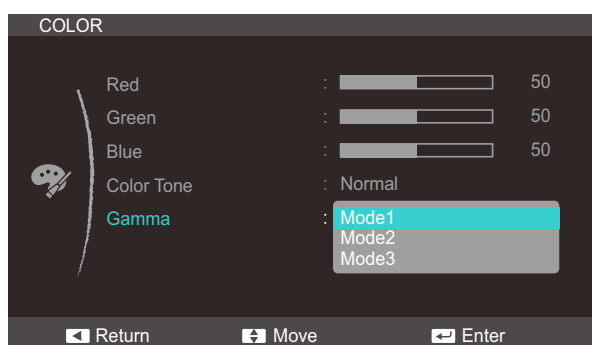 COLOR
Red : 50
Green : 50
Blue : 50
Color Tone : Normal
Gamma : Mode1
Mode2
Mode3
Return Move Enter